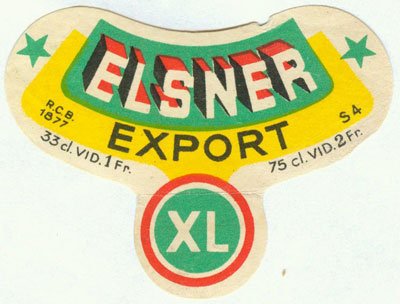 ELSNER
EXPORT
R.C.B.
1877
S4
33 cl. VID. 1 Fr.
75 cl. VID. 2 Fr.
XL